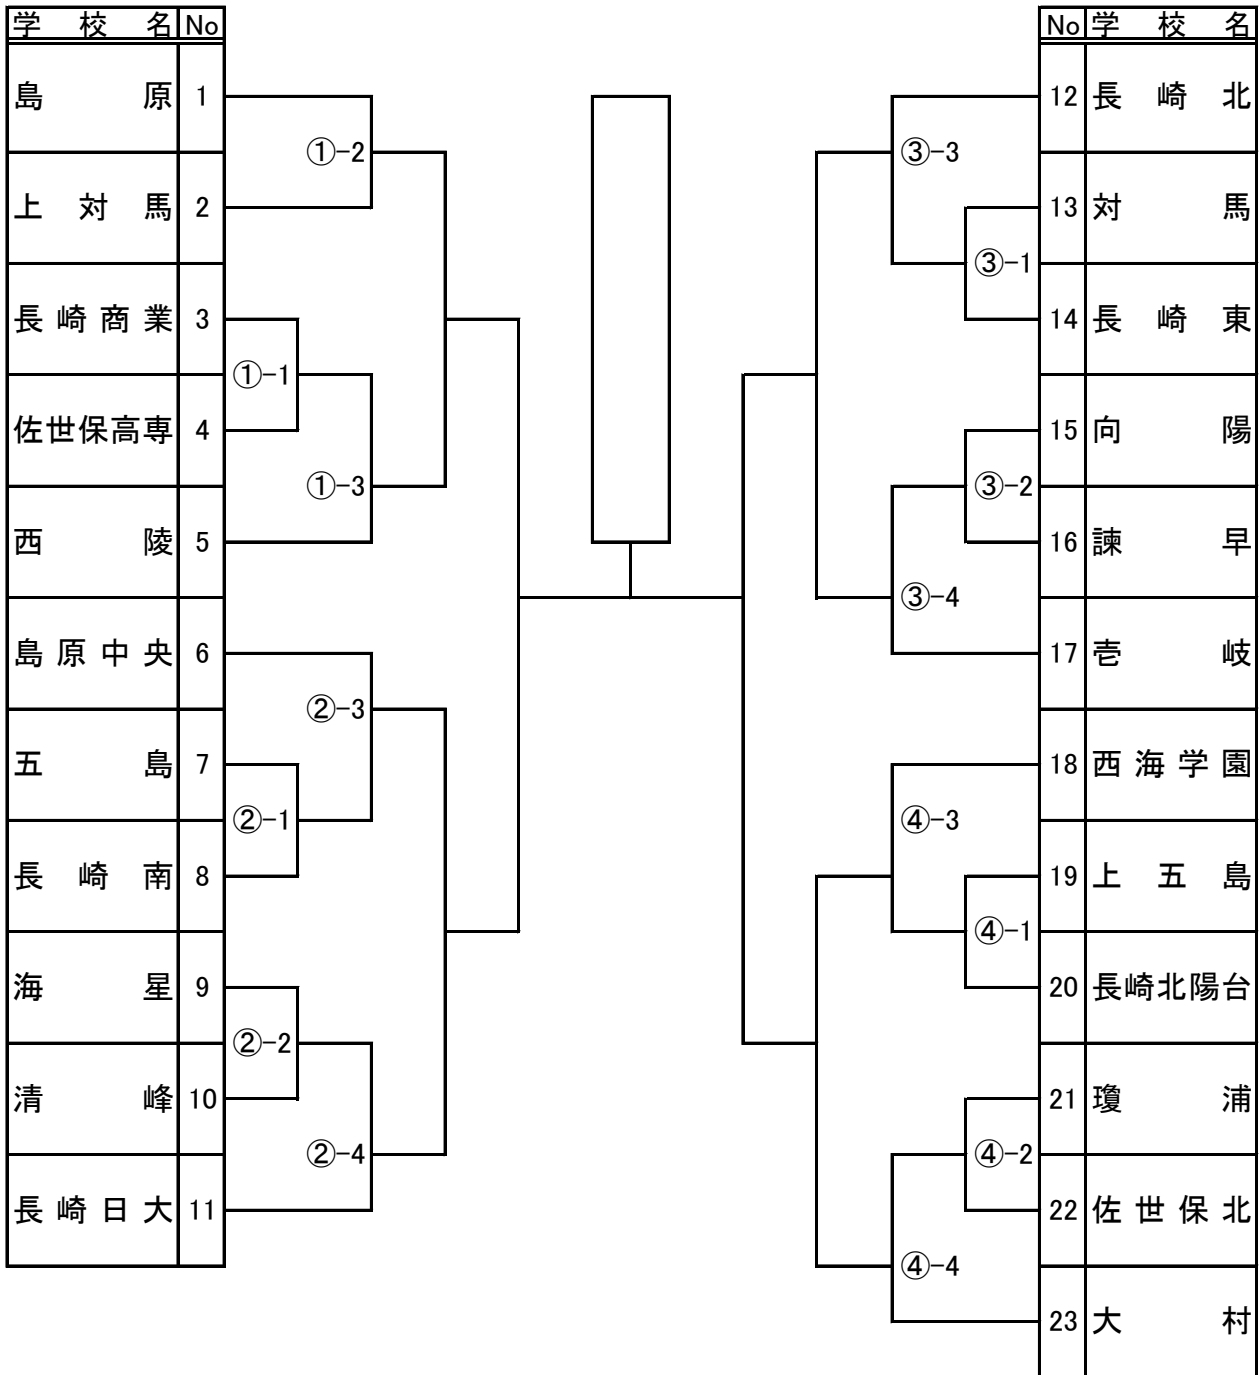 学校名 No
島原 1
①-2
上対馬 2
長崎商業 3
①-1
佐世保高専 4
①-3
西陵 5
島原中央 6
②-3
五島 7
②-1
長崎南 8
海星 9
②-2
清峰 10
②-4
長崎日大 11
No 学校名
12 長崎北
③-3
13 対馬
③-1
14 長崎東
15 向陽
③-2
16 諫早
③-4
17 壱岐
18 西海学園
④-3
19 上五島
④-1
20 長崎北陽台
21 瓊浦
④-2
22 佐世保北
④-4
23 大村